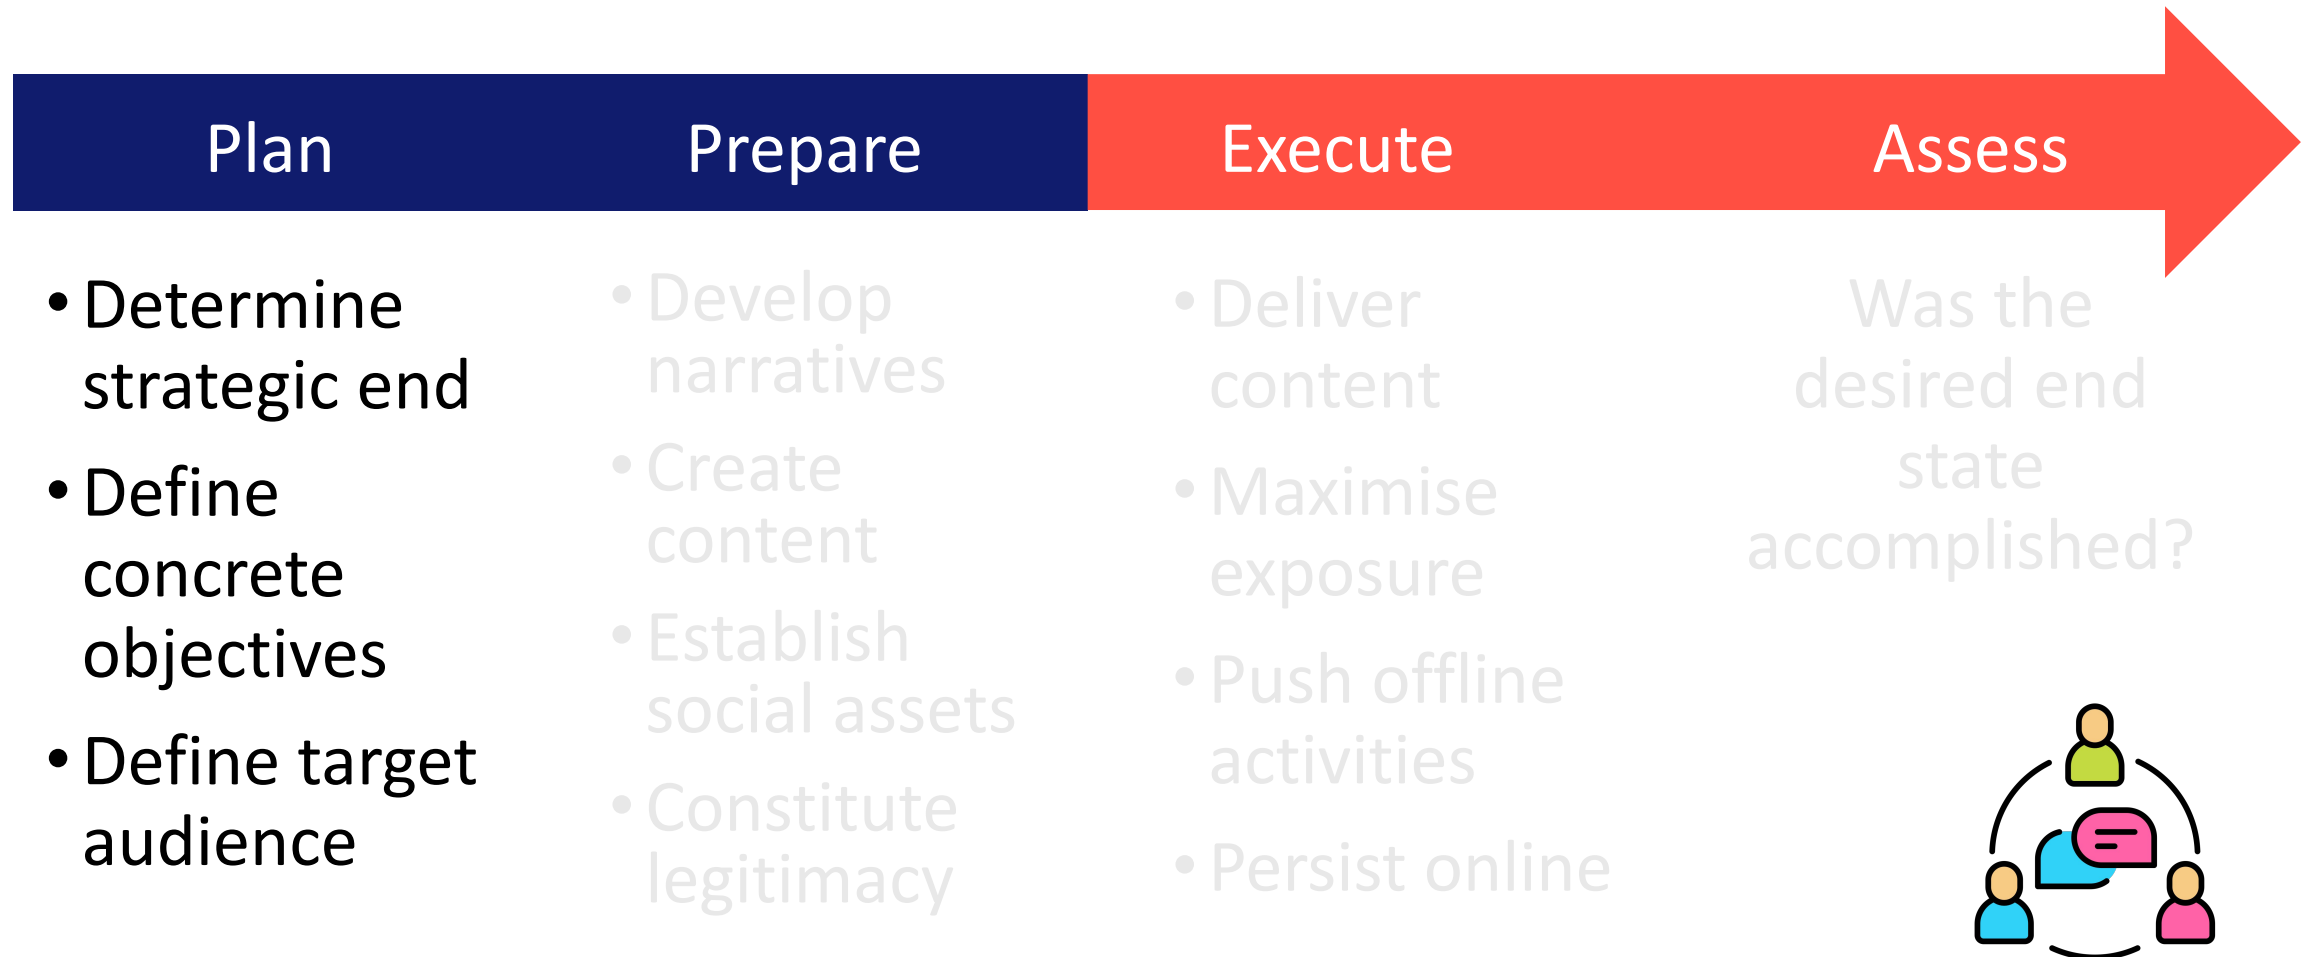 Plan
Prepare
Execute
Assess
• Determine
strategic end
• Define
concrete
objectives
• Define target
audience
• Develop
narratives
• Create
content
• Establish
social assets
• Constitute
legitimacy
• Deliver
content
• Maximise
exposure
• Push offline
activities
• Persist online
Was the
desired end
state
accomplished?